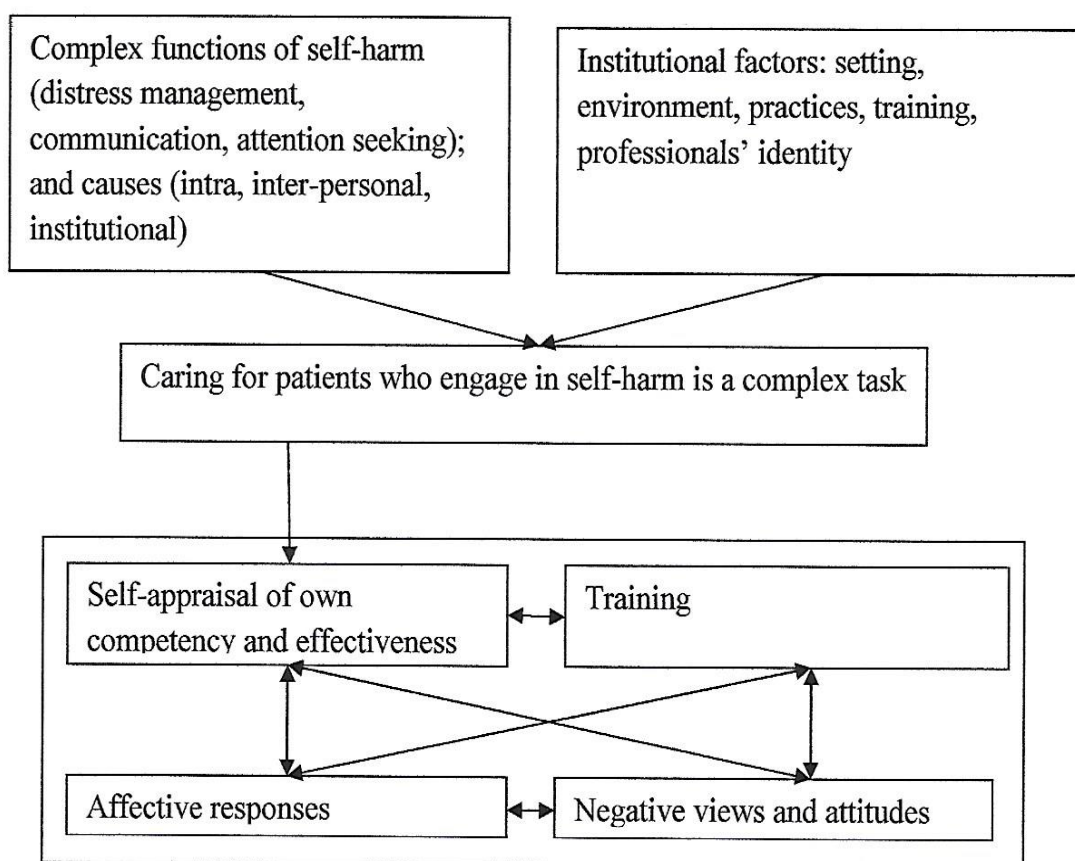 Complex functions of self-harm
(distress management,
communication, attention seeking);
and causes (intra, inter-personal,
institutional)
Institutional factors: setting,
environment, practices, training,
professionals’ identity
Caring for patients who engage in self-harm is a complex task
Self-appraisal of own
competency and effectiveness
Training
Affective responses
Negative views and attitudes